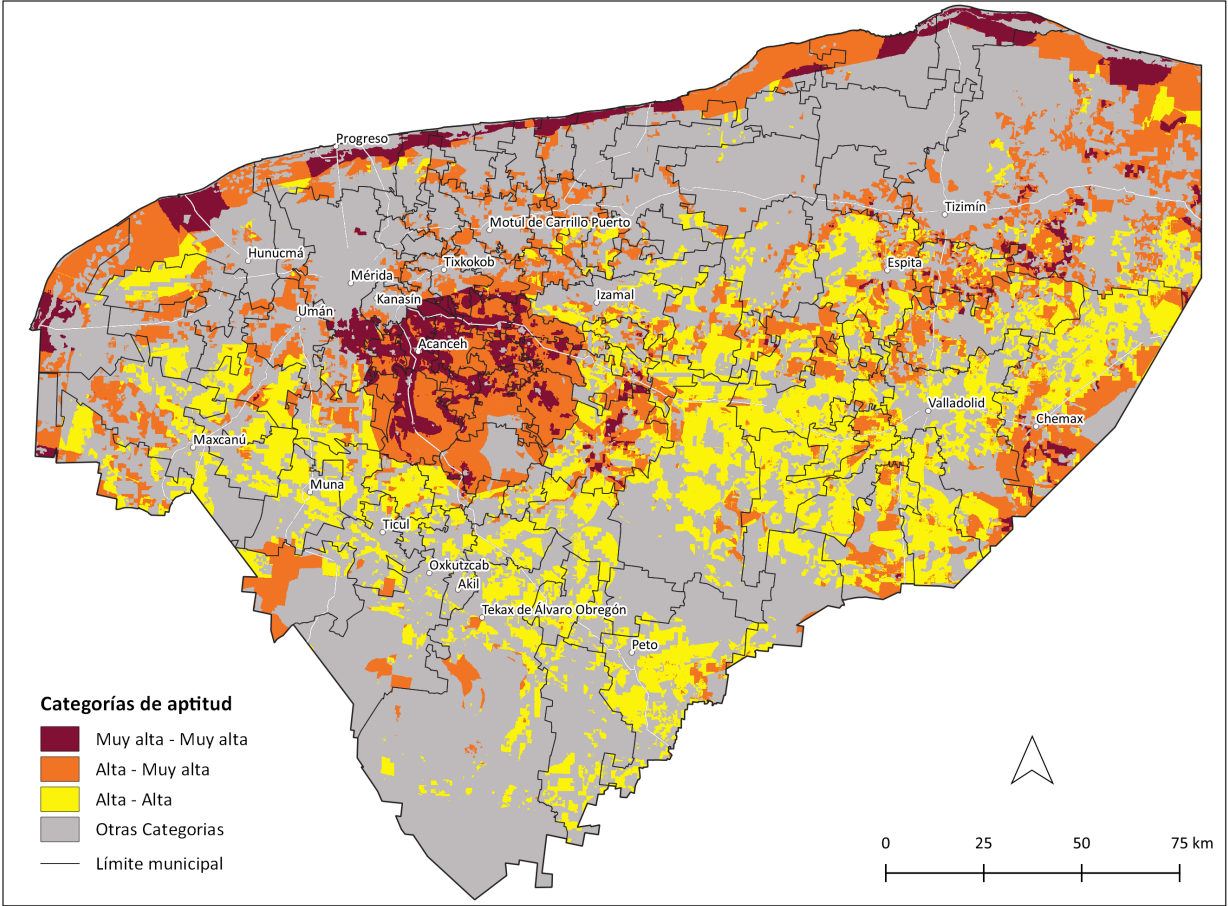 Progreso
Tizimín
Motul de Carrillo Puerto
Hunucmá
Tixkokob
Espita
Mérida
Kanasín
Izamal
Umán
Acanceh
Valladolid
Chemax
Maxcanú
Muna
Ticul
Oxkutzcab
Akil
Tekax de Álvaro Obregón
Peto
Categorías de aptitud
Muy alta - Muy alta
Alta - Muy alta
Alta - Alta
Otras Categorias
Límite municipal
0 25 50 75 km